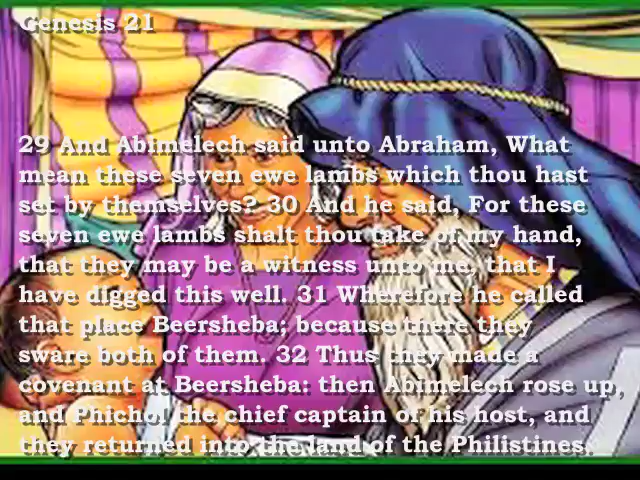 Genesis 21
29 And Abimelech said unto Abraham, What
mean these seven ewe lambs which thou hast
set by themselves? 30 And he said, For these
seven ewe lambs shalt thou take of my hand,
that they may be a witness unto me, that I
have digged this well. 31 Wherefore he called
that place Beersheba; because there they
sware both of them. 32 Thus they made a
covenant at Beersheba: then Abimelech rose up,
and Phichol the chief captain of his host, and
they returned into the land of the Philistines.